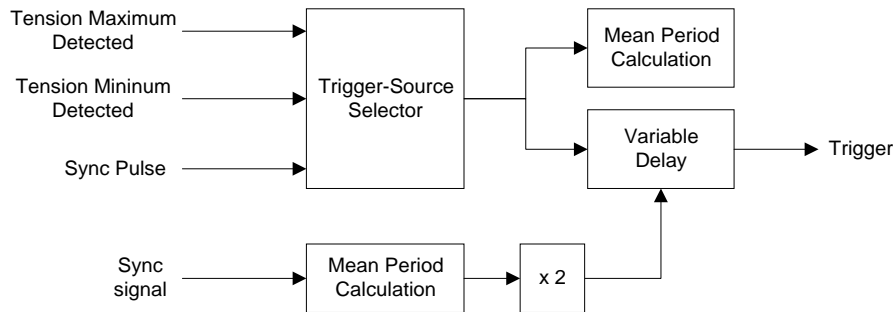 Tension Maximum
Detected
Tension Mininum
Detected
Sync Pulse
Trigger-Source
Selector
Mean Period
Calculation
Variable
Delay
Trigger
Sync
signal
Mean Period
Calculation
x 2